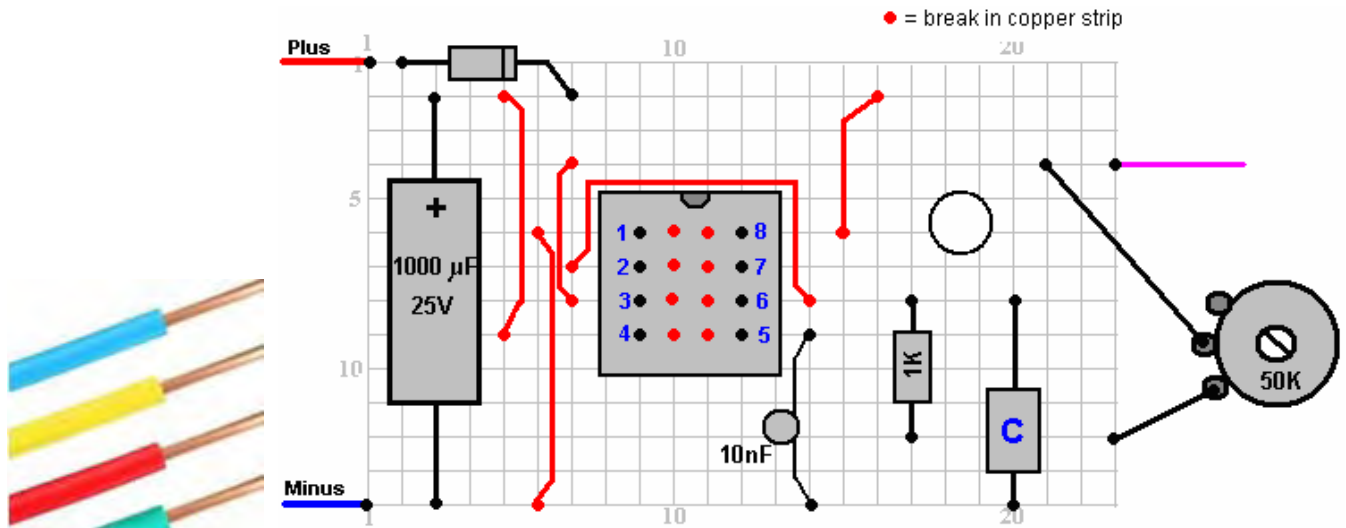 = break in copper strip
Plus
1 10 20
1
+
5
1000 µF
25V
1 8
2 7
3 6
4 5
10
1K
50K
C
10nF
Minus
1 10 20